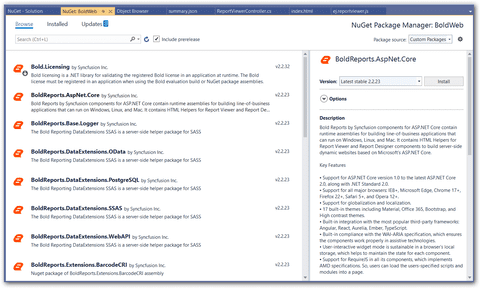 NuGet - Solution
NuGet: BoldWeb
Object Browser
summary.json
ReportViewerController.cs
index.html
ej.reportviewer.js
Browse
Installed
Updates
NuGet Package Manager: BoldWeb
Search (Ctrl+L)
Include prerelease
Package source: Custom Packages
Bold.Licensing by Syncfusion Inc.
v2.2.32
Bold licensing is a .NET library for validating the registered Bold license in an application at runtime. The Bold
license must be registered in an application when using the Bold evaluation build or NuGet package assemblies.
BoldReports.AspNet.Core by Syncfusion Inc.
v2.2.23
Bold Reports by Syncfusion components for ASP.NET Core contain runtime assemblies for building line-of-business
applications that can run on Windows, Linux, and Mac. It contains HTML Helpers for Report Viewer and Report De...
BoldReports.Base.Logger by Syncfusion Inc.
v2.2.23
The Bold Reporting DataExtensions SSAS is a server-side helper package for SASS
BoldReports.DataExtensions.OData by Syncfusion Inc.
v2.2.23
The Bold Reporting DataExtensions SSAS is a server-side helper package for SASS
BoldReports.DataExtensions.PostgreSQL by Syncfusion Inc.
v2.2.23
The Bold Reporting DataExtensions SSAS is a server-side helper package for SASS
BoldReports.DataExtensions.SSAS by Syncfusion Inc.
v2.2.23
The Bold Reporting DataExtensions SSAS is a server-side helper package for SASS
BoldReports.DataExtensions.WebAPI by Syncfusion Inc.
v2.2.23
The Bold Reporting DataExtensions SSAS is a server-side helper package for SASS
BoldReports.Extensions.BarcodeCRI by Syncfusion Inc.
v2.2.23
Nuget package of BoldReports.Extensions.BarcodeCRI assembly
BoldReports.AspNet.Core
Version: Latest stable 2.2.23
Install
Options
Description
Bold Reports by Syncfusion components for ASP.NET Core contain
runtime assemblies for building line-of-business applications that
can run on Windows, Linux, and Mac. It contains HTML Helpers for
Report Viewer and Report Designer components to build server-side
dynamic websites based on Microsoft's ASP.NET Core.
Key Features
• Support for ASP.NET Core version 1.0 to the latest ASP.NET Core
2.0, along with .NET Standard 2.0.
• Support for all major browsers: IE8+, Microsoft Edge, Chrome 17+,
Firefox 22+, Safari 5+, and Opera 12+.
• Support for globalization and localization.
• 17 built-in themes including Material, Office 365, Bootstrap, and
High contrast themes.
• Built-in integration with the most popular third-party frameworks:
Angular, React, Aurelia, Ember, TypeScript.
• Built-in compliance with the WAI-ARIA specification, which ensures
the components work properly in assistive technologies.
• User-interactive widget mode is sustainable in a browser's local
storage, which helps to maintain the state for each component.
• Support for RequireJS in all its components, which implements
AMD specifications. So, users can load the users-specified scripts and
modules into a page.